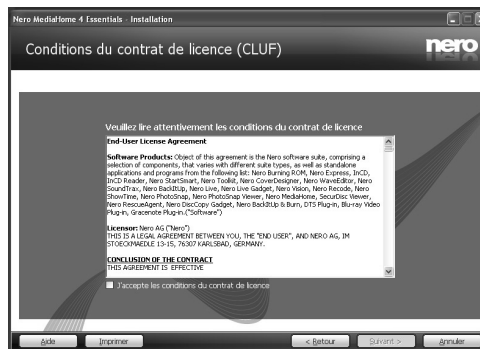 Nero MediaHome 4 Essentials - Installation
Conditions du contrat de licence (CLUF)
nero
Veuillez lire attentivement les conditions du contrat de licence
End-User License Agreement
Software Products: Object of this agreement is the Nero software suite, comprising a
selection of components, that varies with different suite types, as well as standalone
applications and programs from the following list: Nero Burning ROM, Nero Express, InCD,
InCD Reader, Nero StartSmart, Nero Toolkit, Nero CoverDesigner, Nero WaveEditor, Nero
SoundTrax, Nero BackItUp, Nero Live, Nero Live Gadget, Nero Vision, Nero Recode, Nero
ShowTime, Nero PhotoSnap, Nero PhotoSnap Viewer, Nero MediaHome, SecurDisc Viewer,
Nero RescueAgent, Nero DiscCopy Gadget, Nero BackItUp & Burn, DTS Plug-in, Blu-ray Video
Plug-in, Gracenote Plug-in.("Software")
Licensor: Nero AG ("Nero")
THIS IS A LEGAL AGREEMENT BETWEEN YOU, THE "END USER", AND NERO AG, IM
STOECKMAEDLE 13-15, 76307 KARLSBAD, GERMANY.
CONCLUSION OF THE CONTRACT
THIS AGREEMENT IS EFFECTIVE
J'accepte les conditions du contrat de licence
Aide
Imprimer
< Retour
Suivant >
Annuler